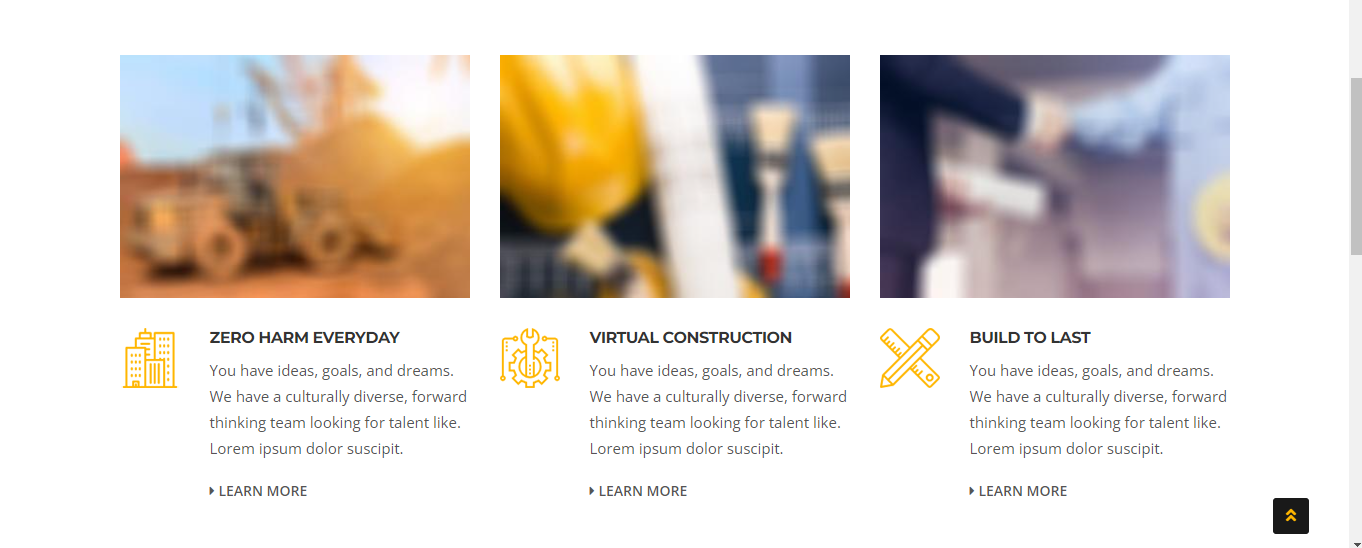 ZERO HARM EVERYDAY
You have ideas, goals, and dreams.
We have a culturally diverse, forward
thinking team looking for talent like.
Lorem ipsum dolor suscipit.
LEARN MORE
VIRTUAL CONSTRUCTION
You have ideas, goals, and dreams.
We have a culturally diverse, forward
thinking team looking for talent like.
Lorem ipsum dolor suscipit.
LEARN MORE
BUILD TO LAST
You have ideas, goals, and dreams.
We have a culturally diverse, forward
thinking team looking for talent like.
Lorem ipsum dolor suscipit.
LEARN MORE